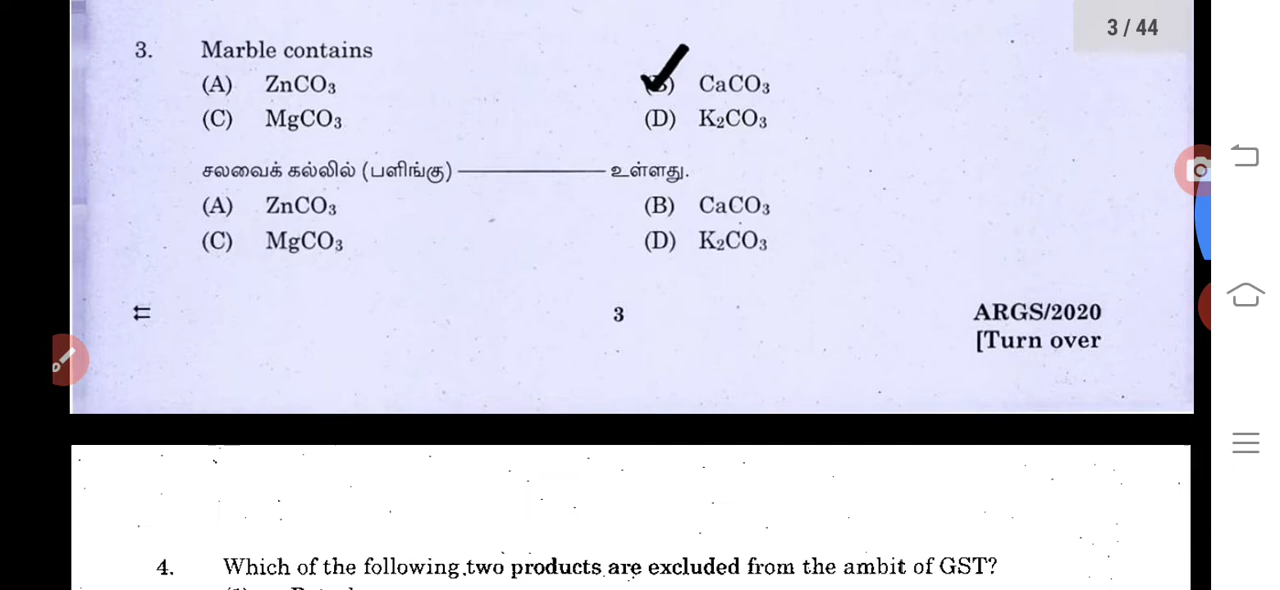 3 / 44
3. Marble contains
(A) ZnCO₃ (B) CaCO₃
(C) MgCO₃ (D) K₂CO₃
சலவைக் கல்லில் (பளிங்கு) ———— உள்ளது.
(A) ZnCO₃ (B) CaCO₃
(C) MgCO₃ (D) K₂CO₃
3 ARGS/2020
[Turn over
4. Which of the following two products are excluded from the ambit of GST?